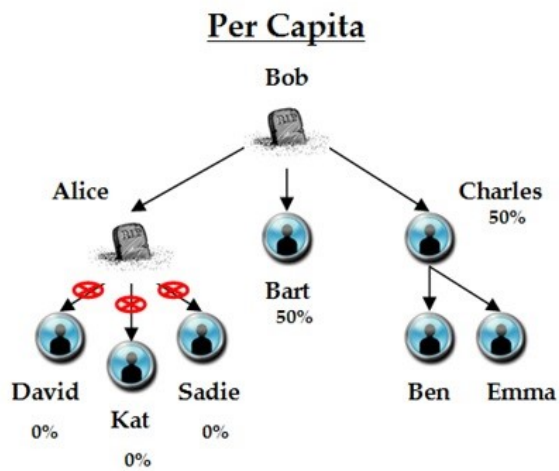 Per Capita
Bob
Alice
Charles
50%
Bart
50%
David
0%
Kat
0%
Sadie
0%
Ben
Emma